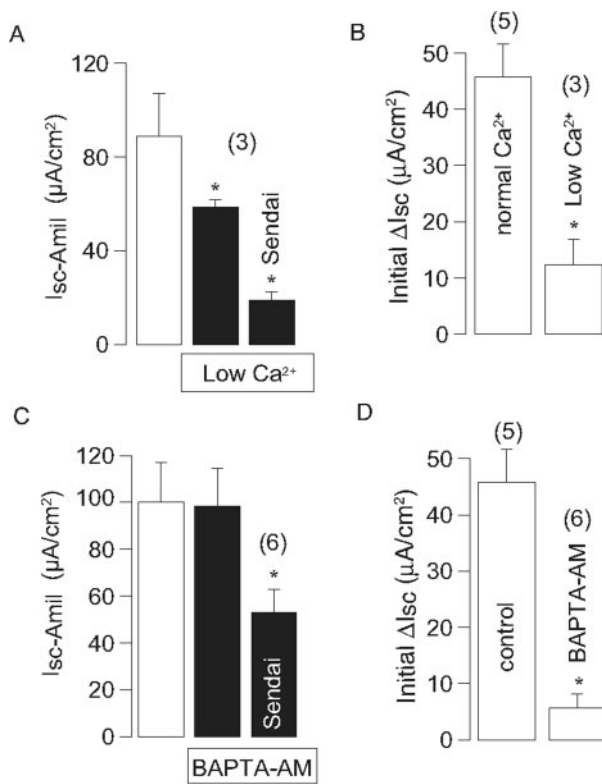 A
Isc-Amil (µA/cm²)
120
80
40
0
(3)
*
*
Sendai
Low Ca²⁺
B
Initial ΔIsc (µA/cm²)
50
40
30
20
10
0
(5)
(3)
normal Ca²⁺
Low Ca²⁺
*
C
Isc-Amil (µA/cm²)
120
100
80
60
40
20
0
(6)
*
Sendai
BAPTA-AM
D
Initial ΔIsc (µA/cm²)
50
40
30
20
10
0
(5)
(6)
control
BAPTA-AM
*